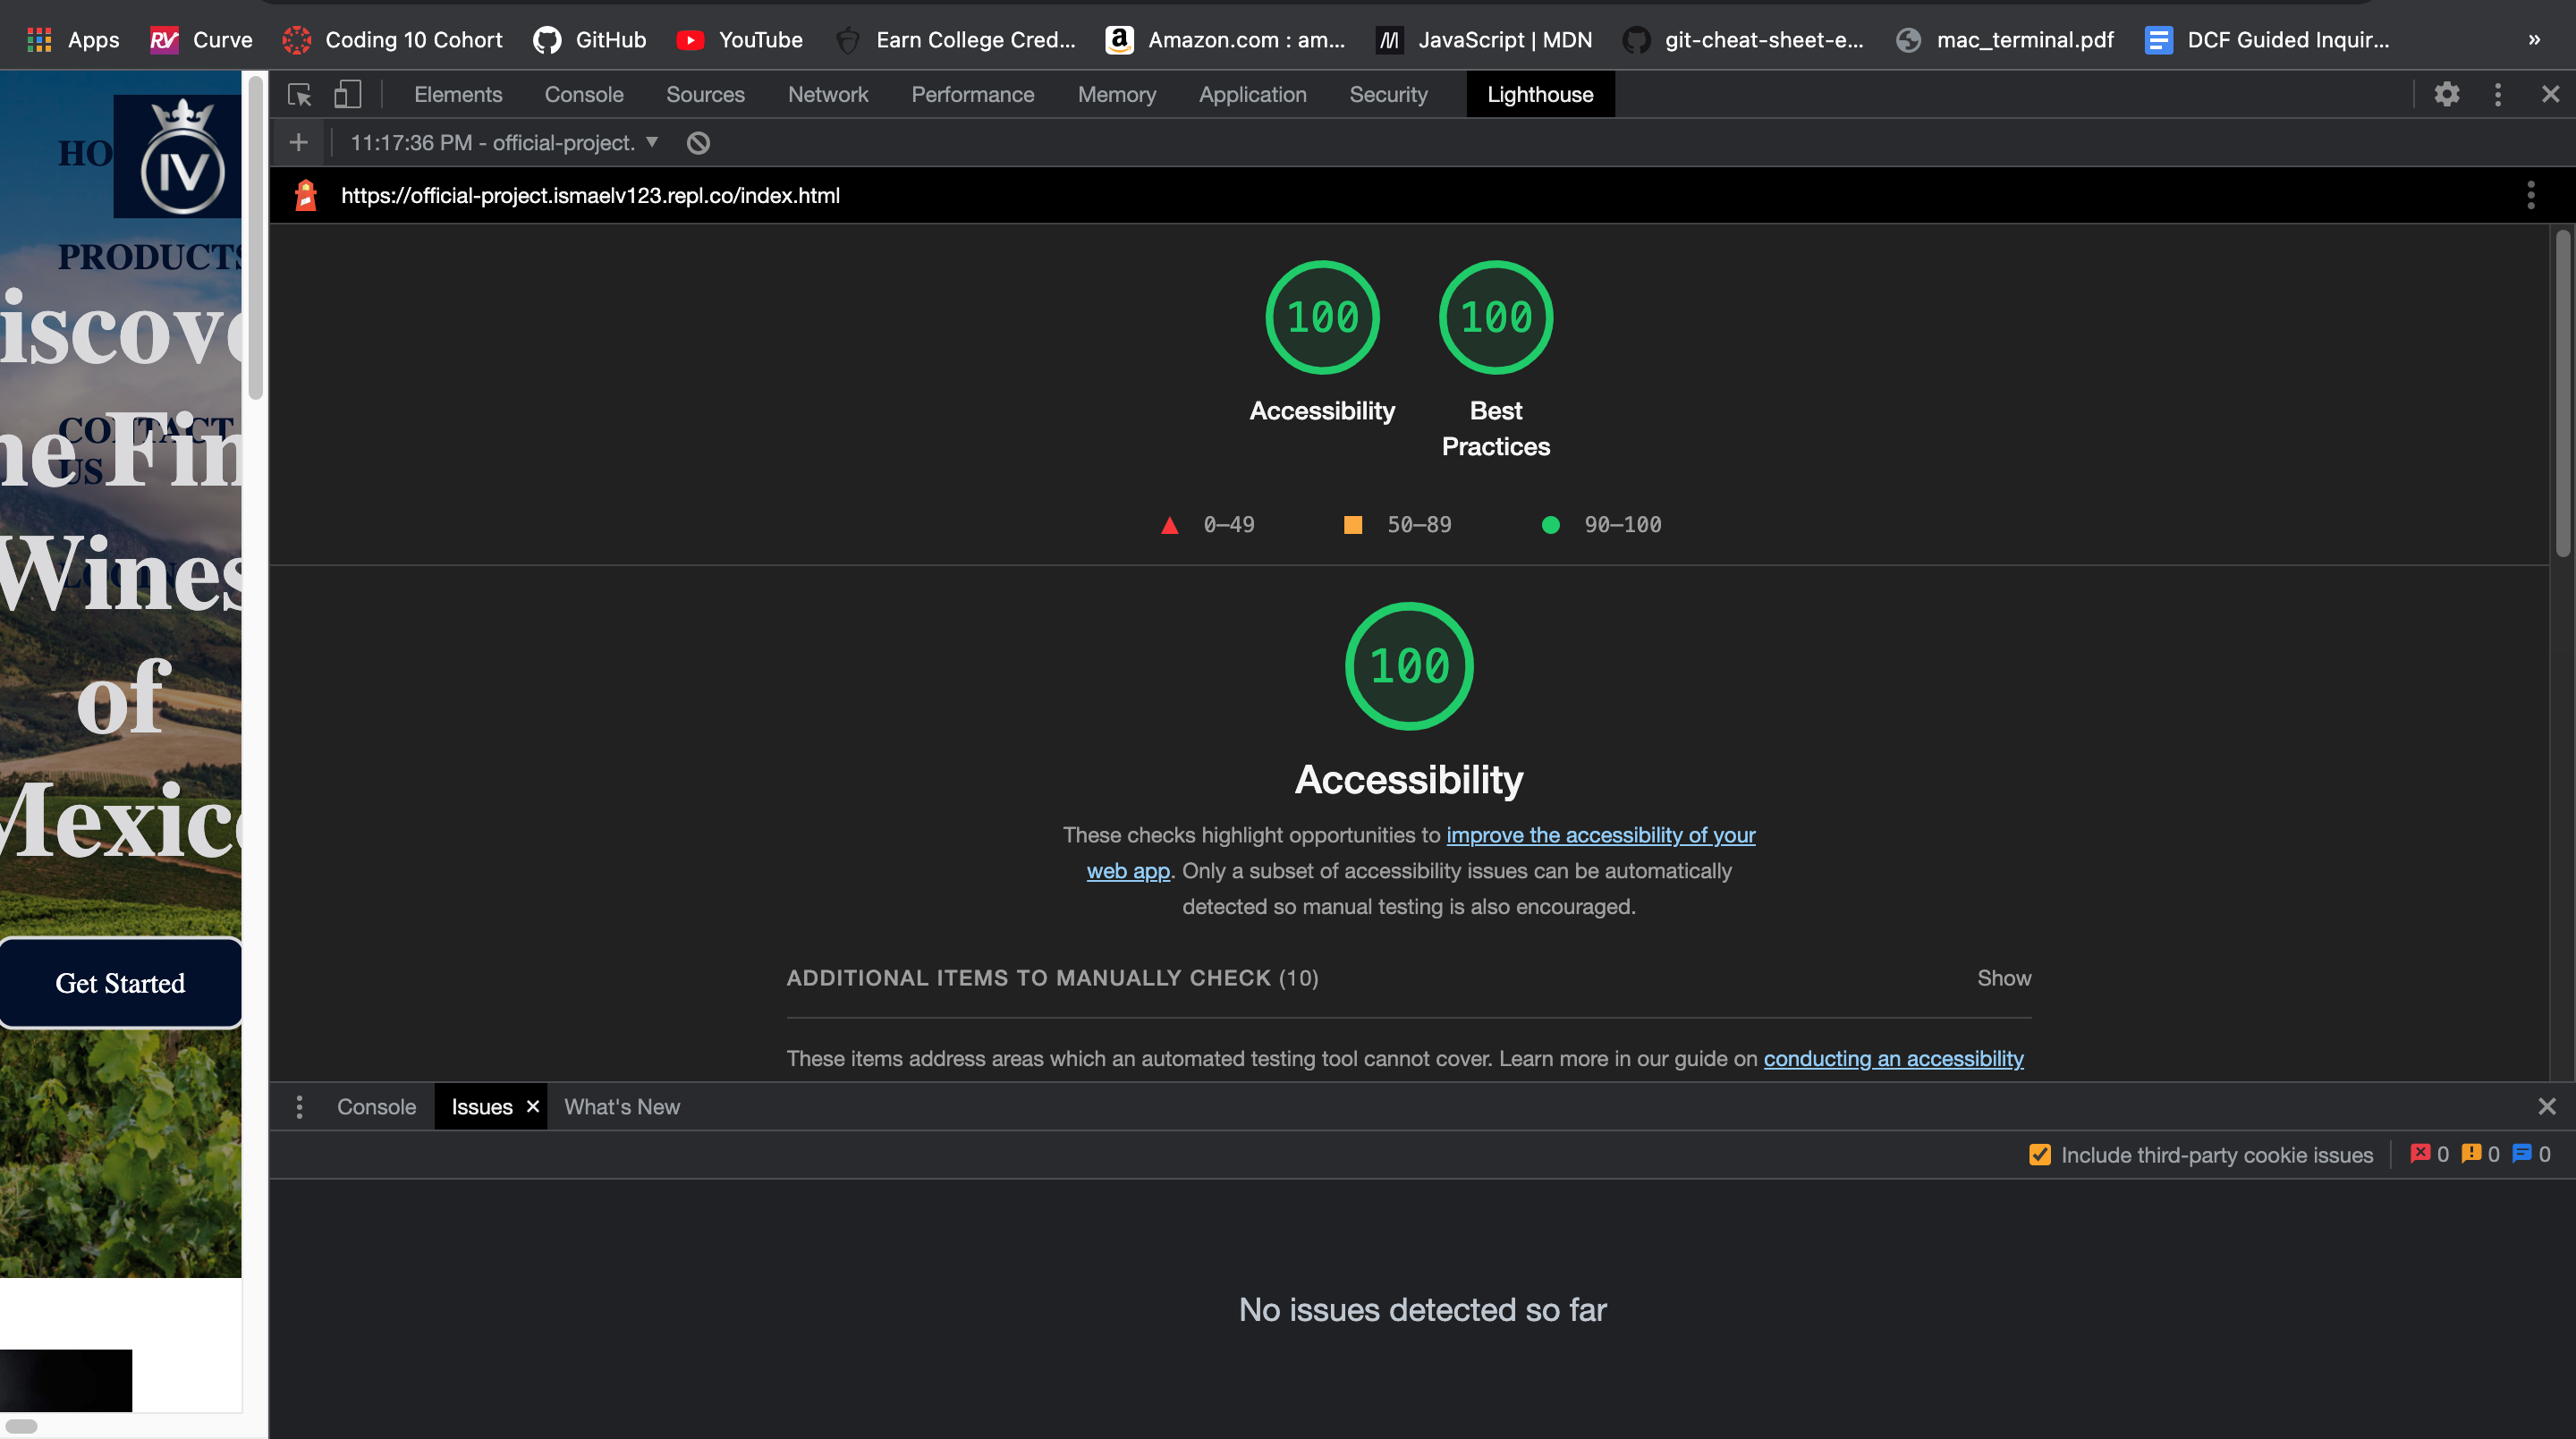 Apps Curve Coding 10 Cohort GitHub YouTube Earn College Cred... Amazon.com : am... JavaScript | MDN git-cheat-sheet-e... mac_terminal.pdf DCF Guided Inquir... »
Elements Console Sources Network Performance Memory Application Security Lighthouse
11:17:36 PM - official-project.
https://official-project.ismaelv123.repl.co/index.html
HO
IV
PRODUCTS
iscove
CONTACT
US
ne Fin
LOGIN
Wines
of
Mexico
Get Started
100 100
Accessibility Best
Practices
0–49 50–89 90–100
100
Accessibility
These checks highlight opportunities to improve the accessibility of your
web app. Only a subset of accessibility issues can be automatically
detected so manual testing is also encouraged.
ADDITIONAL ITEMS TO MANUALLY CHECK (10) Show
These items address areas which an automated testing tool cannot cover. Learn more in our guide on conducting an accessibility
Console Issues What's New
Include third-party cookie issues 0 0 0
No issues detected so far